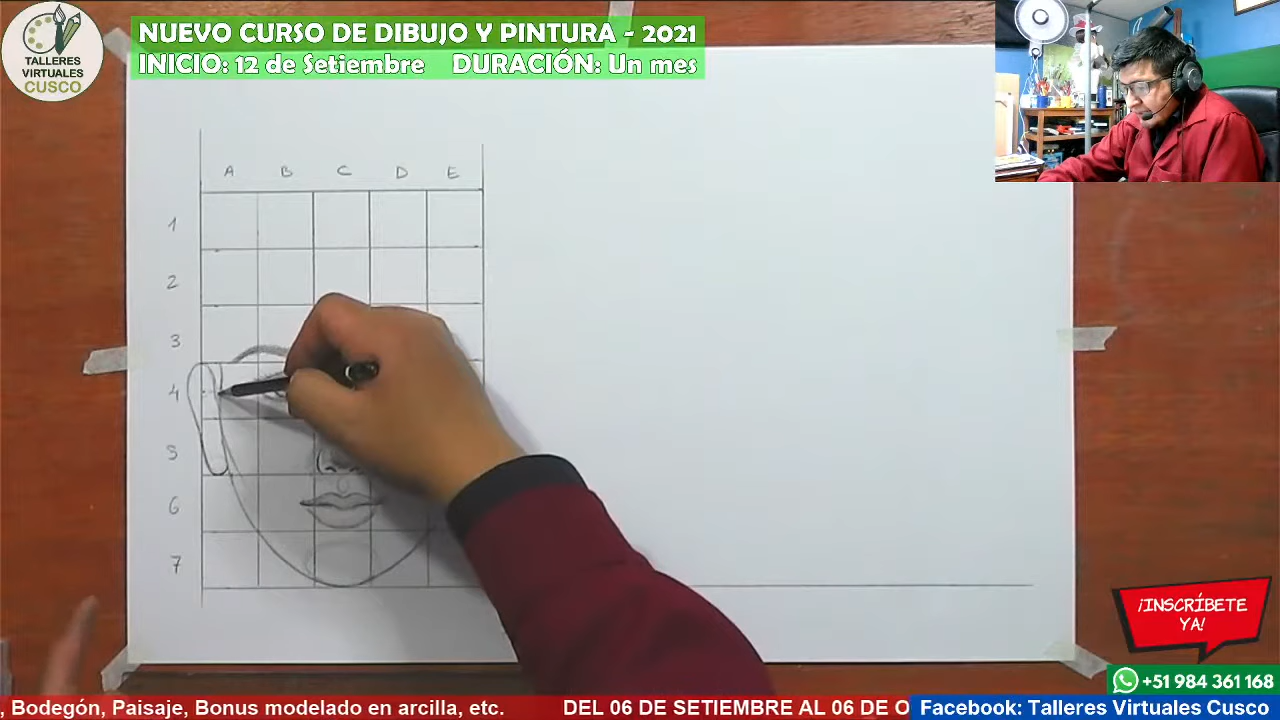 TALLERES
VIRTUALES
CUSCO
NUEVO CURSO DE DIBUJO Y PINTURA - 2021
INICIO: 12 de Setiembre DURACIÓN: Un mes
A B C D E
1
2
3
4
5
6
7
¡INSCRÍBETE
YA!
+51 984 361 168
, Bodegón, Paisaje, Bonus modelado en arcilla, etc. DEL 06 DE SETIEMBRE AL 06 DE O
Facebook: Talleres Virtuales Cusco